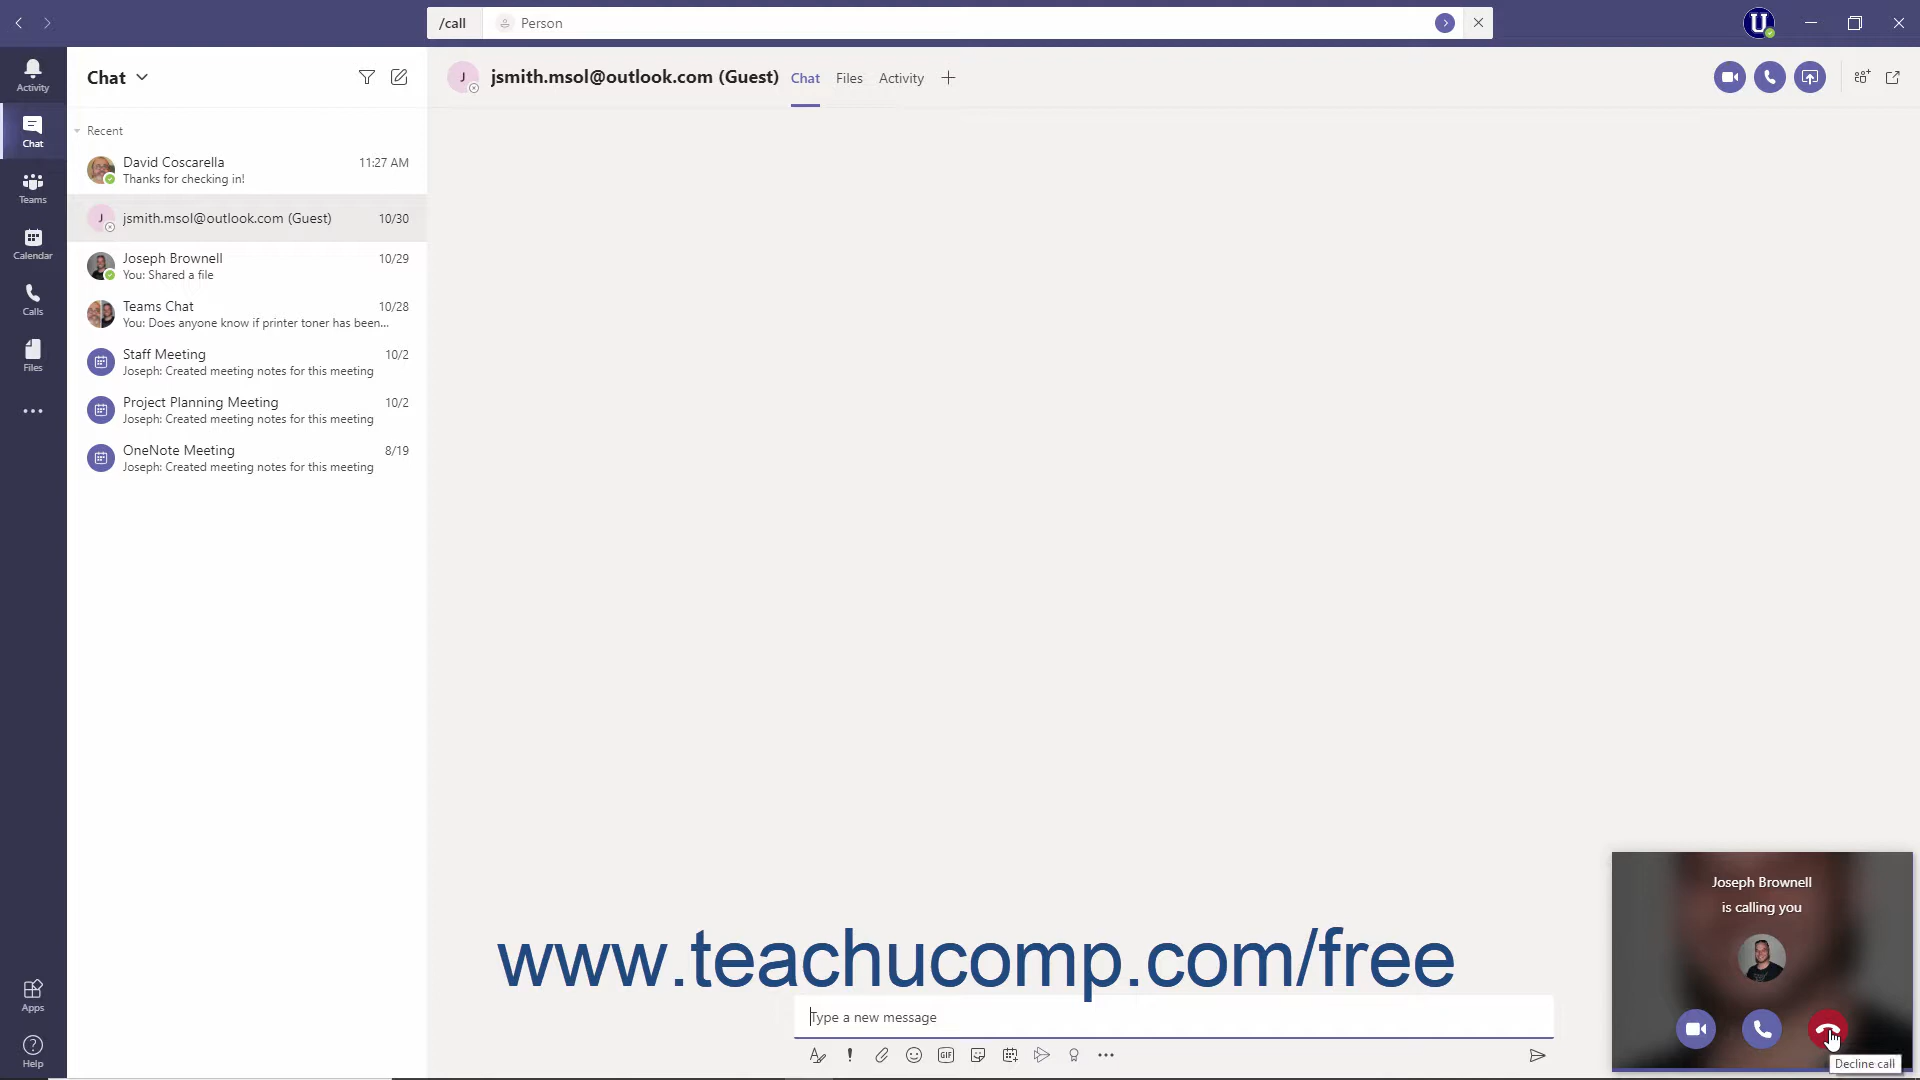 /call
Person
U
Activity
Chat
Teams
Calendar
Calls
Files
Apps
Help
Chat
Recent
David Coscarella 11:27 AM
Thanks for checking in!
J jsmith.msol@outlook.com (Guest) 10/30
Joseph Brownell 10/29
You: Shared a file
Teams Chat 10/28
You: Does anyone know if printer toner has been...
Staff Meeting 10/2
Joseph: Created meeting notes for this meeting
Project Planning Meeting 10/2
Joseph: Created meeting notes for this meeting
OneNote Meeting 8/19
Joseph: Created meeting notes for this meeting
J jsmith.msol@outlook.com (Guest) Chat Files Activity
Joseph Brownell
is calling you
www.teachucomp.com/free
Type a new message
GIF
Decline call